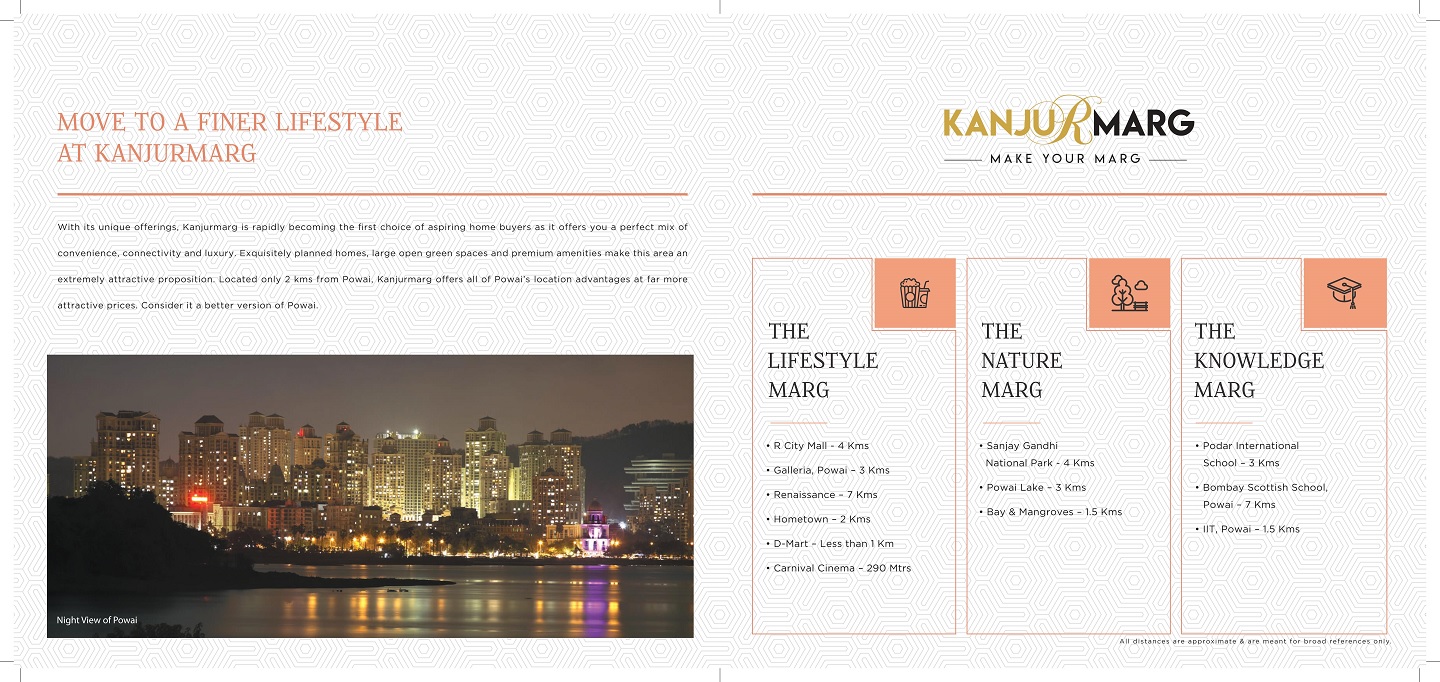 MOVE TO A FINER LIFESTYLE
AT KANJURMARG
With its unique offerings, Kanjurmarg is rapidly becoming the first choice of aspiring home buyers as it offers you a perfect mix of
convenience, connectivity and luxury. Exquisitely planned homes, large open green spaces and premium amenities make this area an
extremely attractive proposition. Located only 2 kms from Powai, Kanjurmarg offers all of Powai's location advantages at far more
attractive prices. Consider it a better version of Powai.
Night View of Powai
KANJURMARG
MAKE YOUR MARG
THE
LIFESTYLE
MARG
• R City Mall - 4 Kms
• Galleria, Powai – 3 Kms
• Renaissance – 7 Kms
• Hometown – 2 Kms
• D-Mart – Less than 1 Km
• Carnival Cinema – 290 Mtrs
THE
NATURE
MARG
• Sanjay Gandhi
National Park - 4 Kms
• Powai Lake – 3 Kms
• Bay & Mangroves – 1.5 Kms
THE
KNOWLEDGE
MARG
• Podar International
School – 3 Kms
• Bombay Scottish School,
Powai – 7 Kms
• IIT, Powai – 1.5 Kms
All distances are approximate & are meant for broad references only.